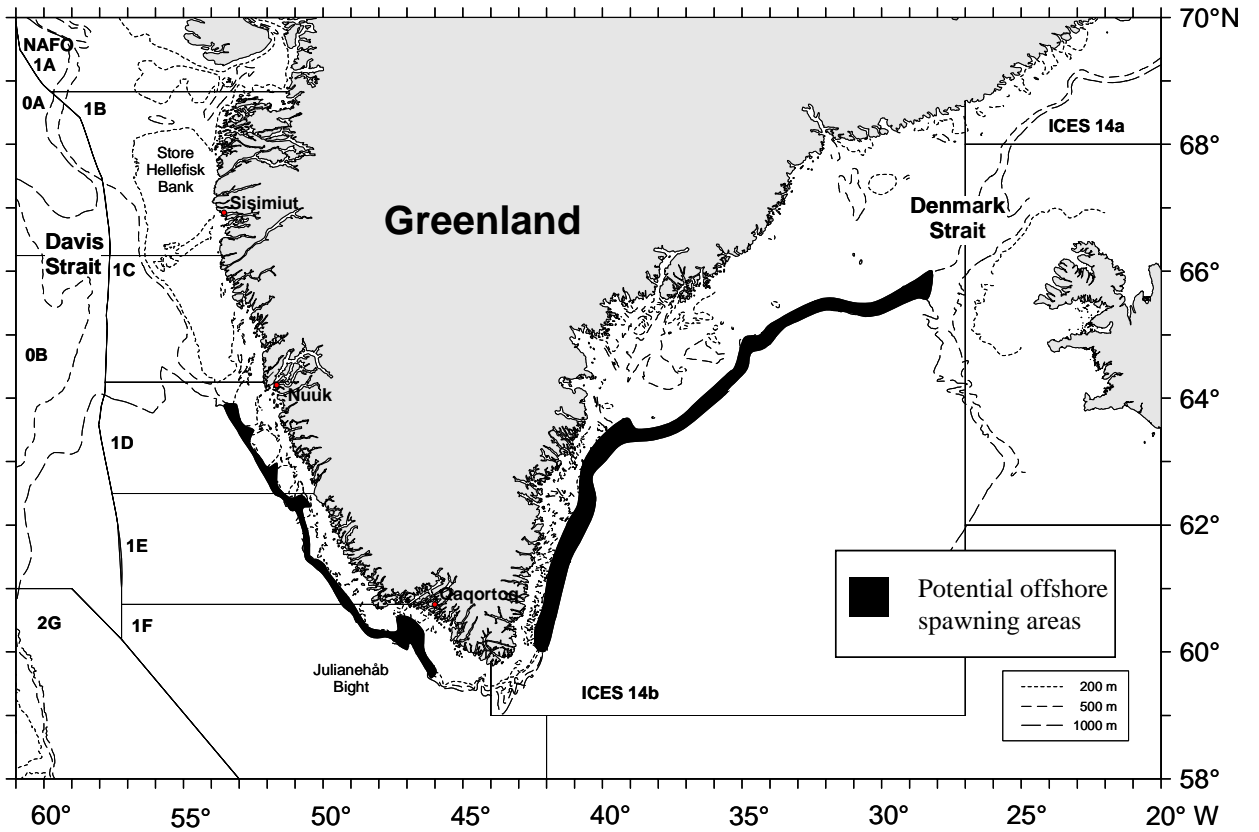 70°N
NAFO
1A
0A
1B
ICES 14a
68°
Store
Hellefisk
Bank
Sisimiut
Greenland
Denmark
Strait
Davis
Strait
1C
66°
0B
Nuuk
64°
1D
62°
1E
Potential offshore
spawning areas
Qaqortoq
2G
1F
60°
Julianehåb
Bight
ICES 14b
200 m
500 m
1000 m
58°
60°
55°
50°
45°
40°
35°
30°
25°
20° W